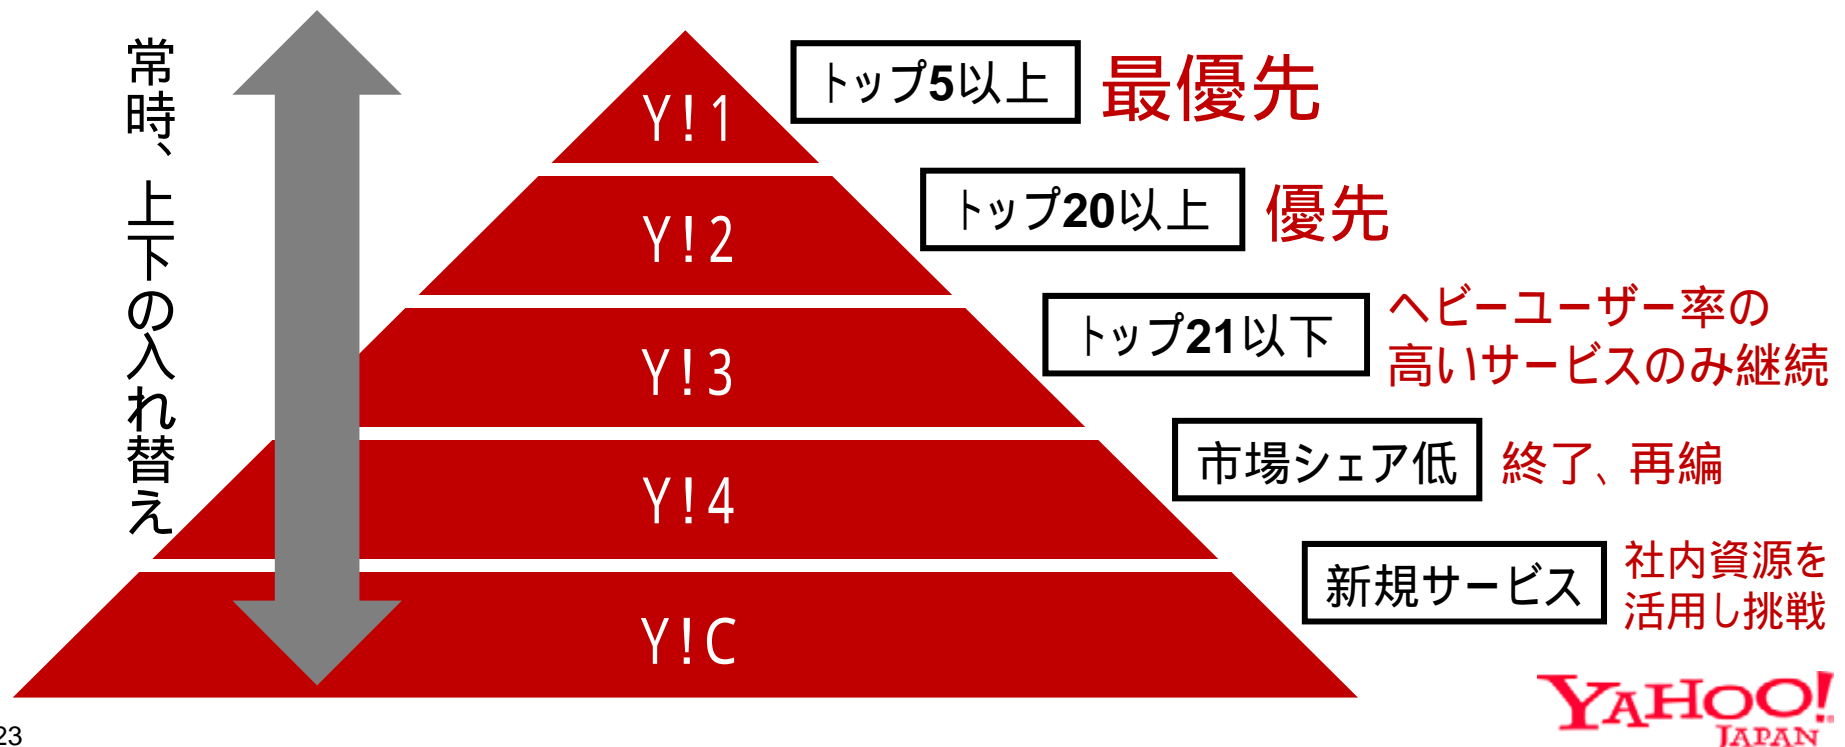 常時、上下の入れ替え
Y!1
トップ5以上
最優先
Y!2
トップ20以上
優先
Y!3
トップ21以下
ヘビーユーザー率の
高いサービスのみ継続
Y!4
市場シェア低
終了、再編
Y!C
新規サービス
社内資源を
活用し挑戦
YAHOO!
JAPAN
23